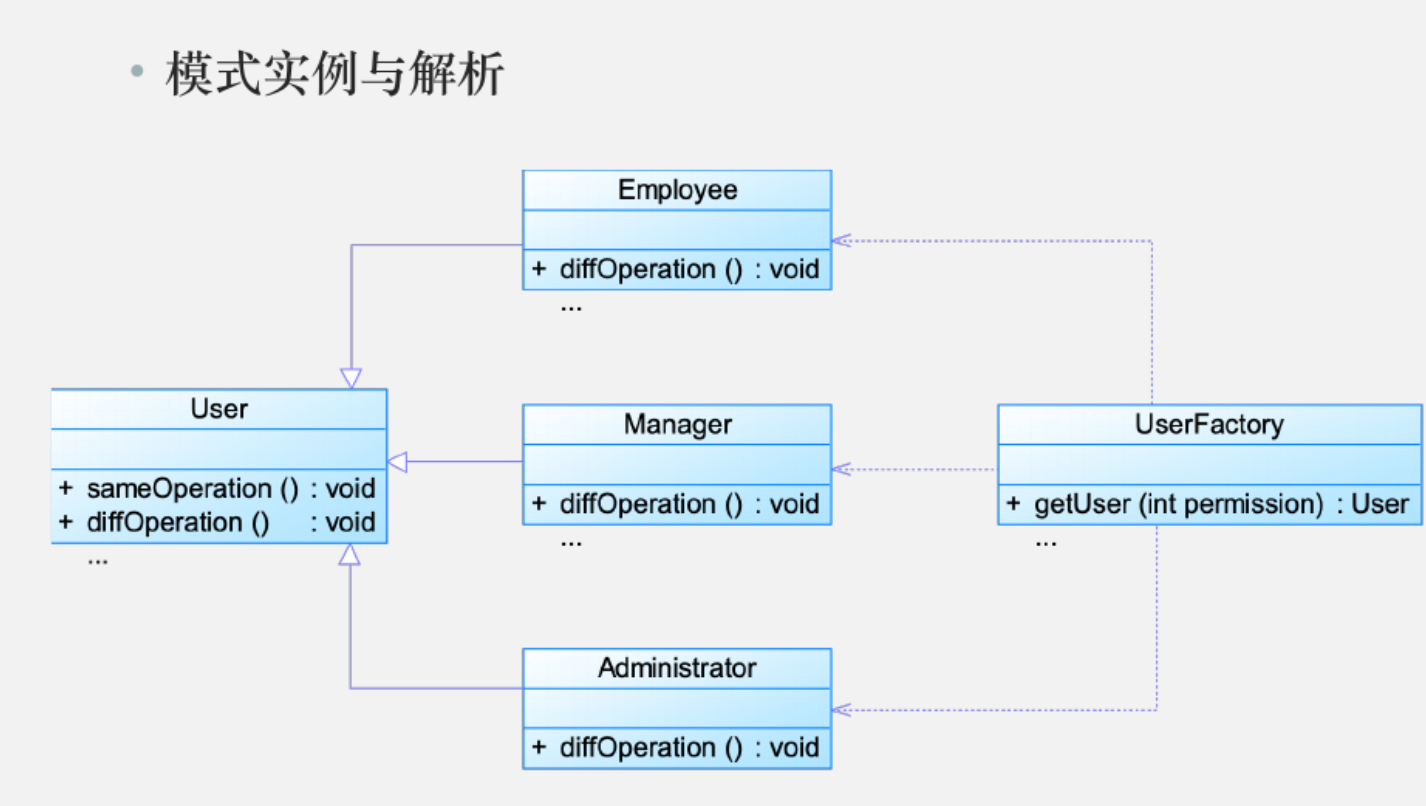 • 模式实例与解析
Employee
+ diffOperation () : void
...
User
+ sameOperation () : void
+ diffOperation () : void
...
Manager
+ diffOperation () : void
...
UserFactory
+ getUser (int permission) : User
...
Administrator
+ diffOperation () : void